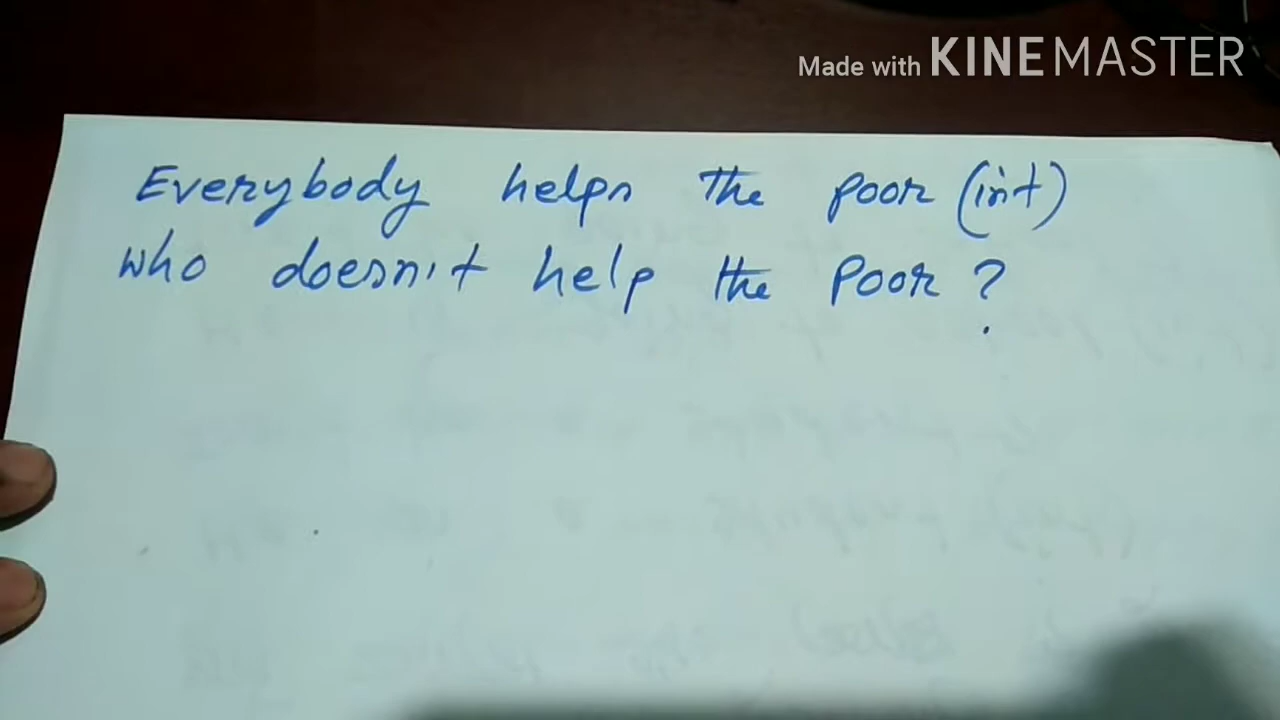 Made with KINEMASTER
Everybody helps the poor (int)
who doesn't help the Poor ?